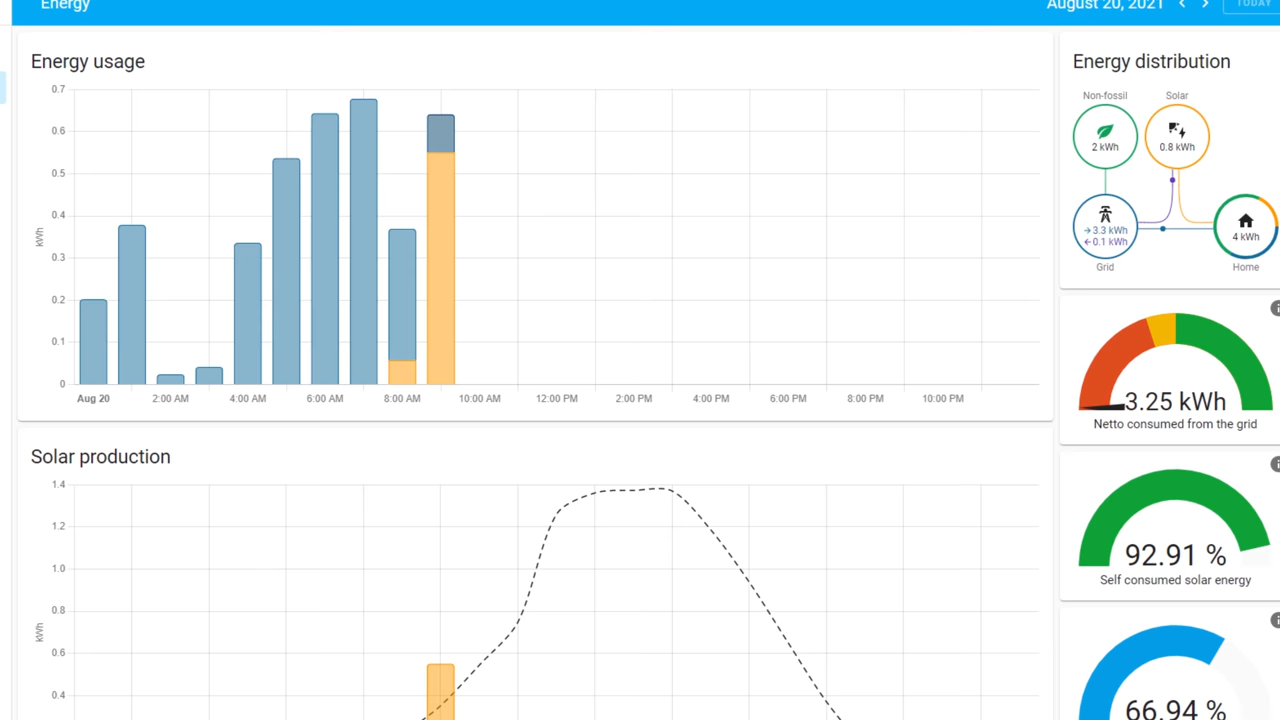 Energy
August 20, 2021
TODAY
Energy usage
0.7
0.6
0.5
0.4
0.3
0.2
0.1
0
kWh
Aug 20
2:00 AM
4:00 AM
6:00 AM
8:00 AM
10:00 AM
12:00 PM
2:00 PM
4:00 PM
6:00 PM
8:00 PM
10:00 PM
Solar production
1.4
1.2
1.0
0.8
0.6
0.4
kWh
Energy distribution
Non-fossil
Solar
2 kWh
0.8 kWh
→3.3 kWh
←0.1 kWh
4 kWh
Grid
Home
3.25 kWh
Netto consumed from the grid
92.91 %
Self consumed solar energy
66.94 %